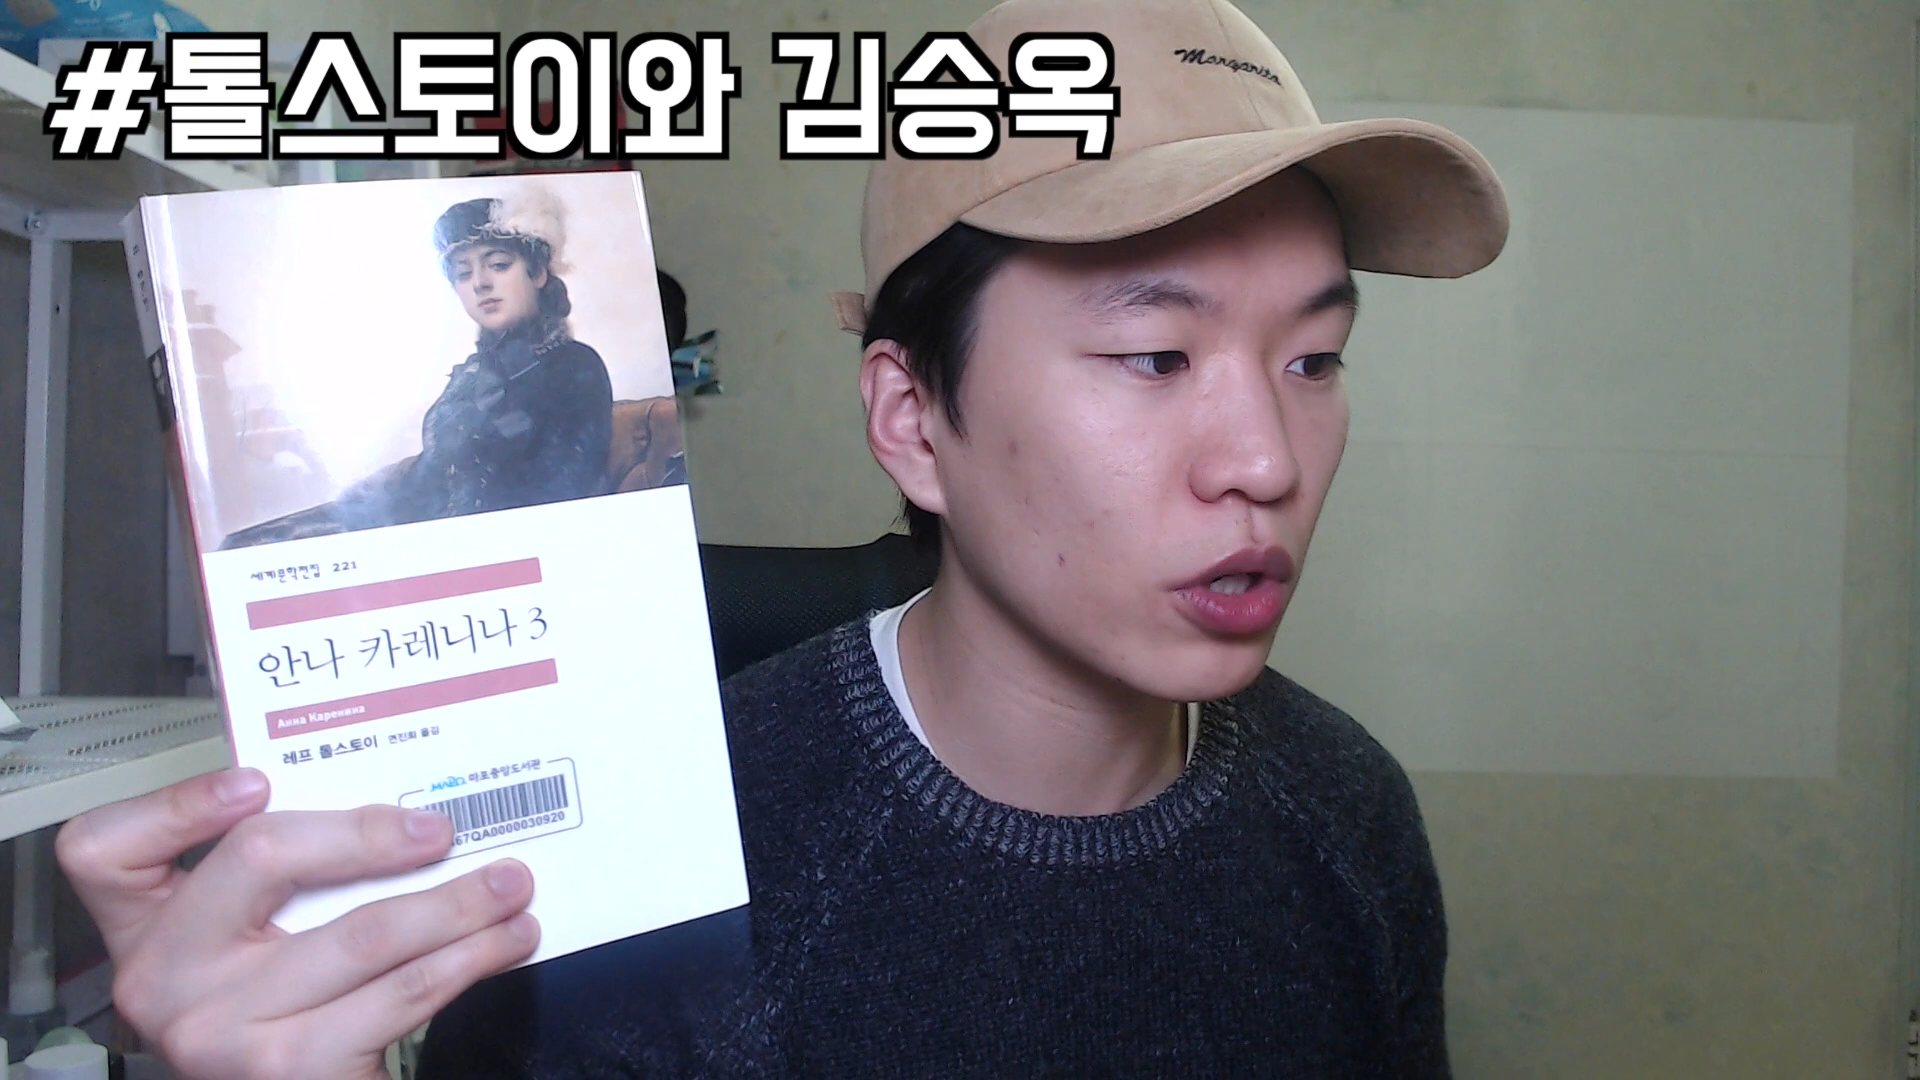 #톨스토이와 김승옥
Margarita
세계문학전집 221
안나 카레니나 3
Анна Каренина
레프 톨스토이 연진희 옮김
MAPO 마포중앙도서관
67QA0000030920